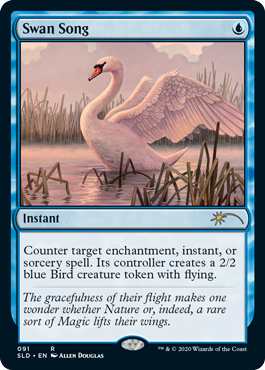 Swan Song
Instant
Counter target enchantment, instant, or
sorcery spell. Its controller creates a 2/2
blue Bird creature token with flying.
The gracefulness of their flight makes one
wonder whether Nature or, indeed, a rare
sort of Magic lifts their wings.
091 R
SLD • EN Allen Douglas
™ & © 2020 Wizards of the Coast